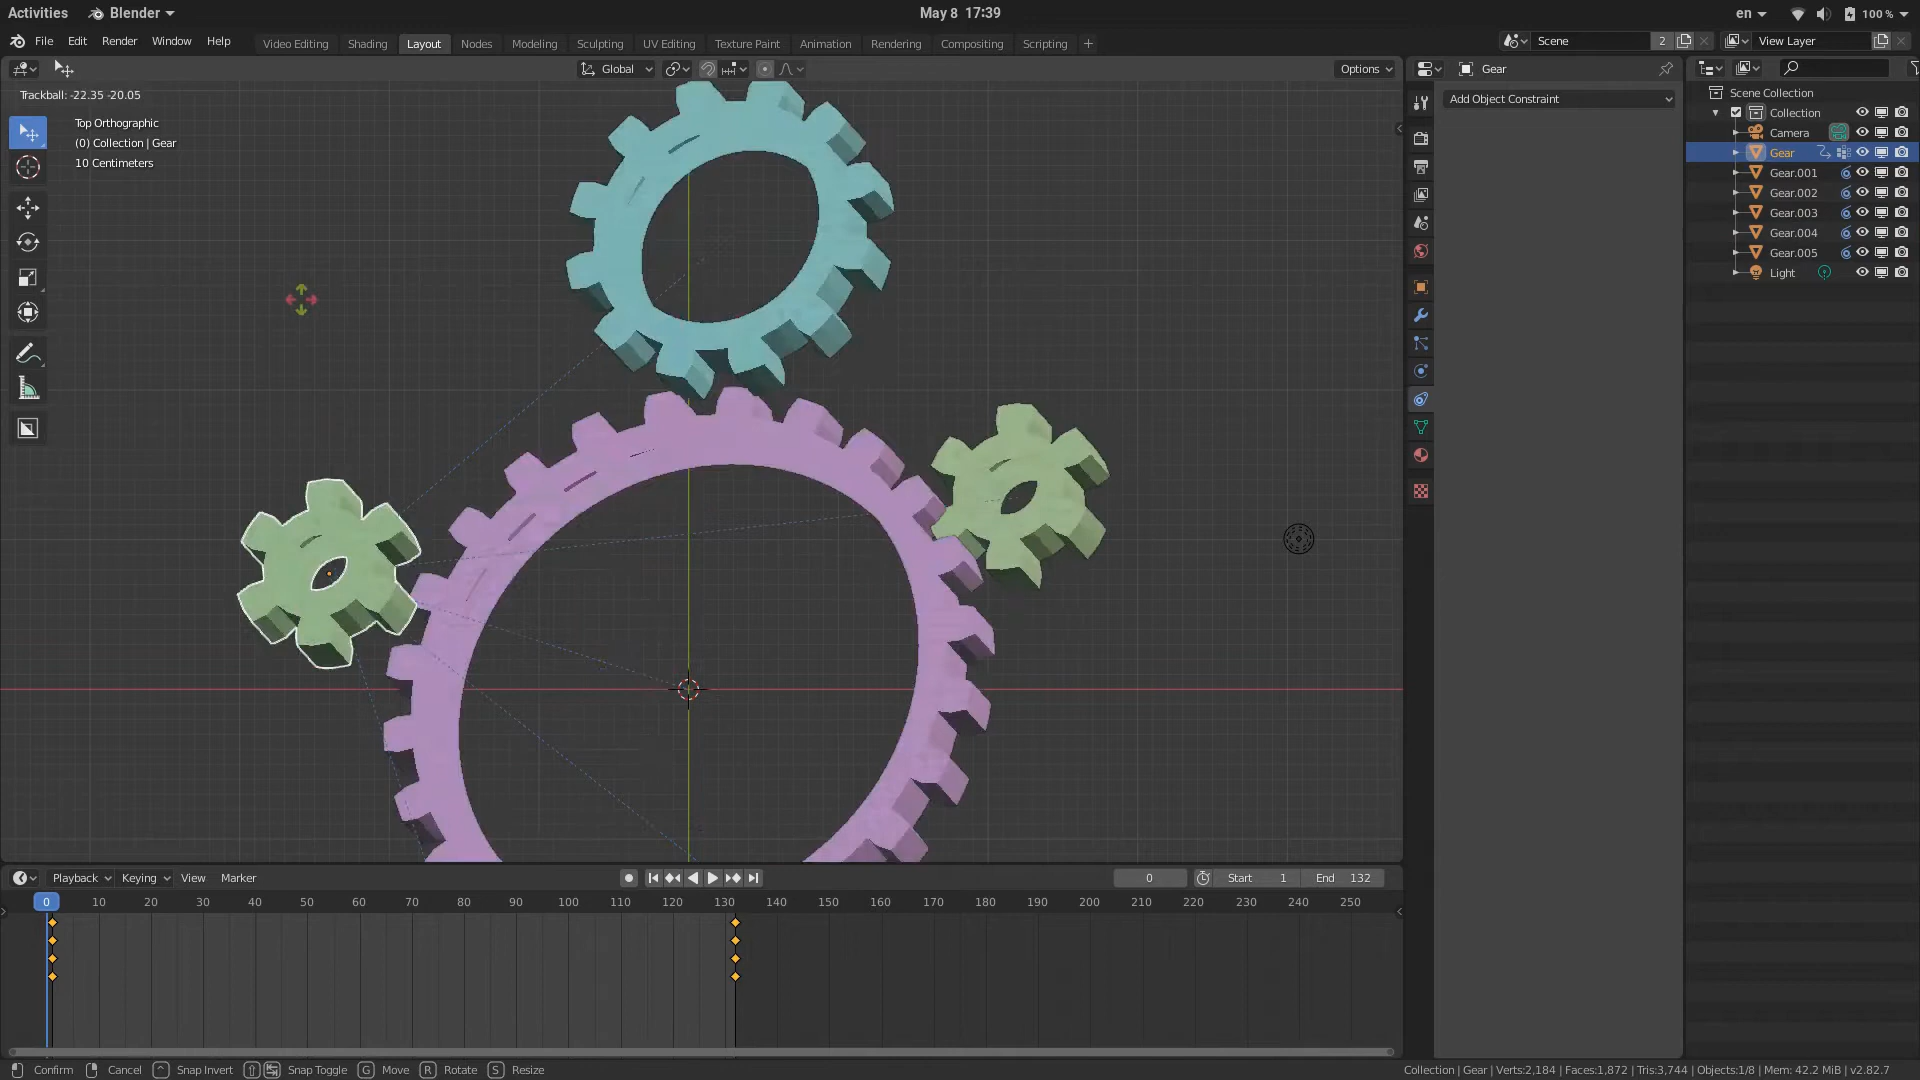 Activities Blender May 8 17:39 en 100 %
File Edit Render Window Help Video Editing Shading Layout Nodes Modeling Sculpting UV Editing Texture Paint Animation Rendering Compositing Scripting + Scene 2 View Layer
Global Options Gear
Trackball: -22.35 -20.05
Add Object Constraint
Top Orthographic
(0) Collection | Gear
10 Centimeters
Scene Collection
Collection
Camera
Gear
Gear.001
Gear.002
Gear.003
Gear.004
Gear.005
Light
Playback Keying View Marker 0 Start 1 End 132
0 10 20 30 40 50 60 70 80 90 100 110 120 130 140 150 160 170 180 190 200 210 220 230 240 250
Confirm Cancel ^ Snap Invert Snap Toggle G Move R Rotate S Resize Collection | Gear | Verts:2,184 | Faces:1,872 | Tris:3,744 | Objects:1/8 | Mem: 42.2 MiB | v2.82.7